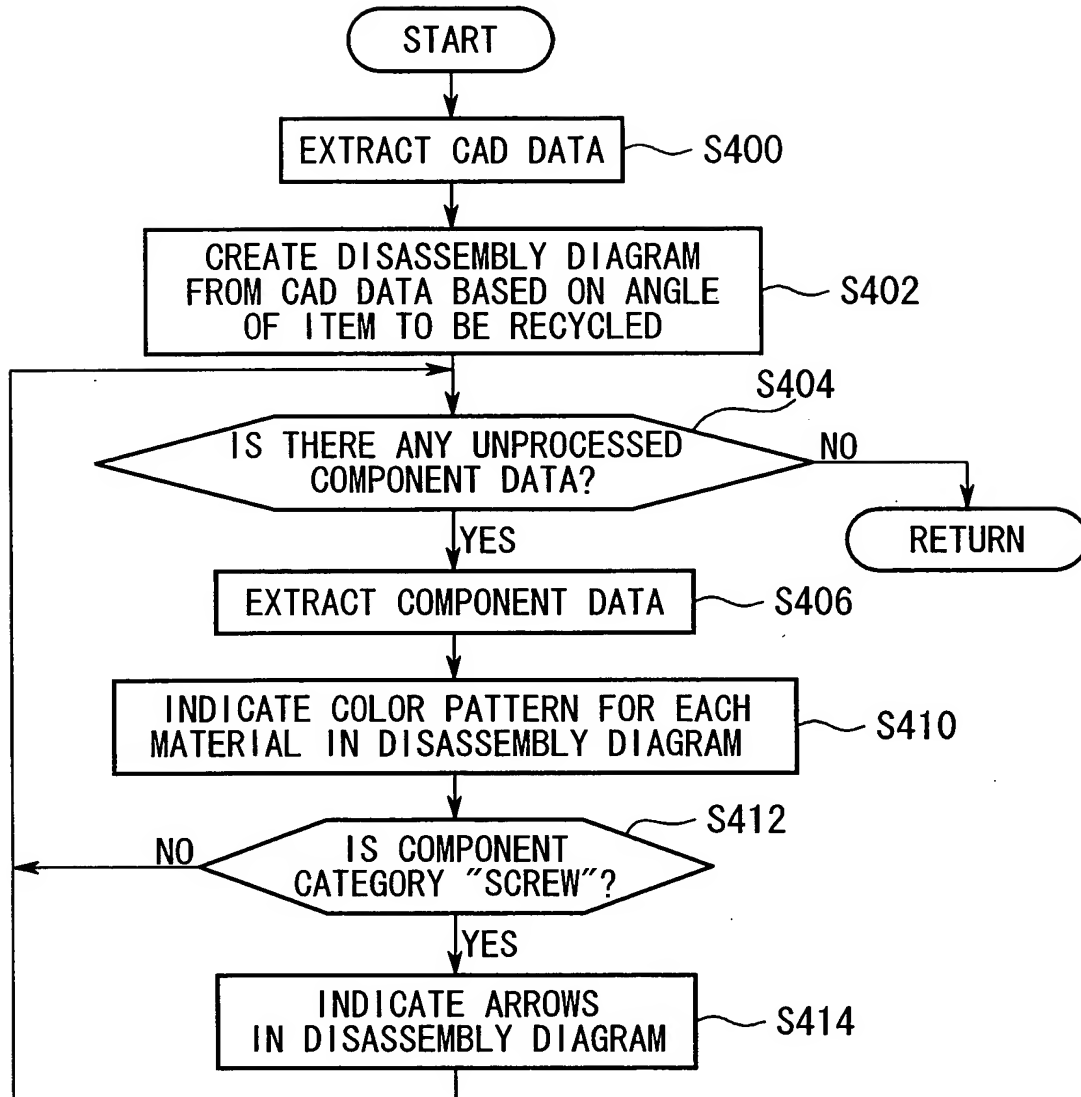 START
EXTRACT CAD DATA
S400
CREATE DISASSEMBLY DIAGRAM
FROM CAD DATA BASED ON ANGLE
OF ITEM TO BE RECYCLED
S402
S404
IS THERE ANY UNPROCESSED
COMPONENT DATA?
NO
RETURN
YES
EXTRACT COMPONENT DATA
S406
INDICATE COLOR PATTERN FOR EACH
MATERIAL IN DISASSEMBLY DIAGRAM
S410
S412
NO
IS COMPONENT
CATEGORY "SCREW"?
YES
INDICATE ARROWS
IN DISASSEMBLY DIAGRAM
S414